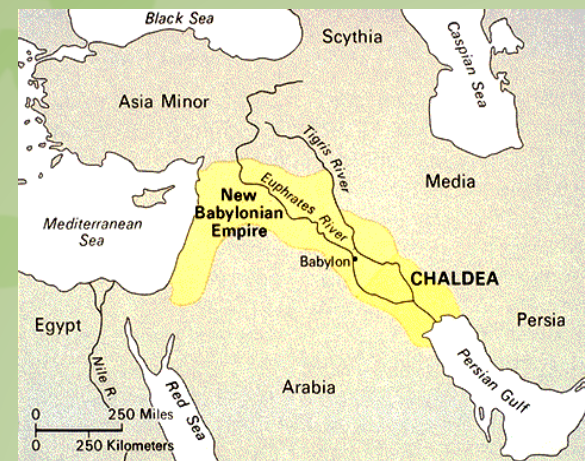 Black Sea
Scythia
Caspian Sea
Asia Minor
Tigris River
Media
Euphrates River
New
Babylonian
Empire
Mediterranean
Sea
Babylon
CHALDEA
Egypt
Persia
Nile R.
Red Sea
Arabia
Persian Gulf
0 250 Miles
0 250 Kilometers